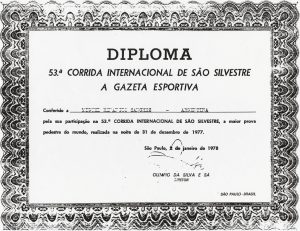 DIPLOMA
53.ª CORRIDA INTERNACIONAL DE SÃO SILVESTRE
A GAZETA ESPORTIVA
Conferido a - ARGENTINA
pela sua participação na 53.ª CORRIDA INTERNACIONAL DE SÃO SILVESTRE, a maior prova
pedestre do mundo, realizada na noite de 31 de dezembro de 1977.
São Paulo, de janeiro de 1978
OLIMPIO DA SILVA E SÁ
DIRETOR
SÃO PAULO - BRASIL